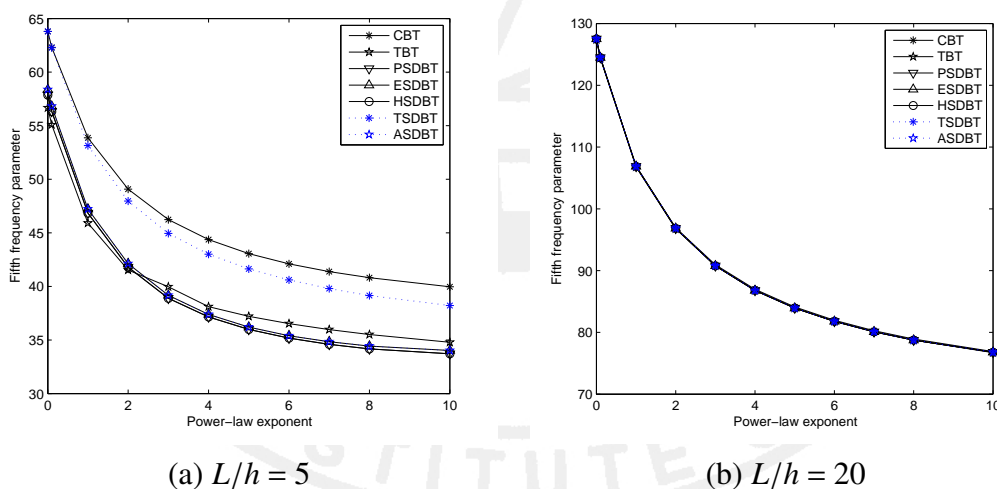 65
60
55
50
45
40
35
30
0
2
4
6
8
10
Fifth frequency parameter
Power−law exponent
CBT
TBT
PSDBT
ESDBT
HSDBT
TSDBT
ASDBT
(a) L/h = 5
130
120
110
100
90
80
70
0
2
4
6
8
10
Fifth frequency parameter
Power−law exponent
CBT
TBT
PSDBT
ESDBT
HSDBT
TSDBT
ASDBT
(b) L/h = 20